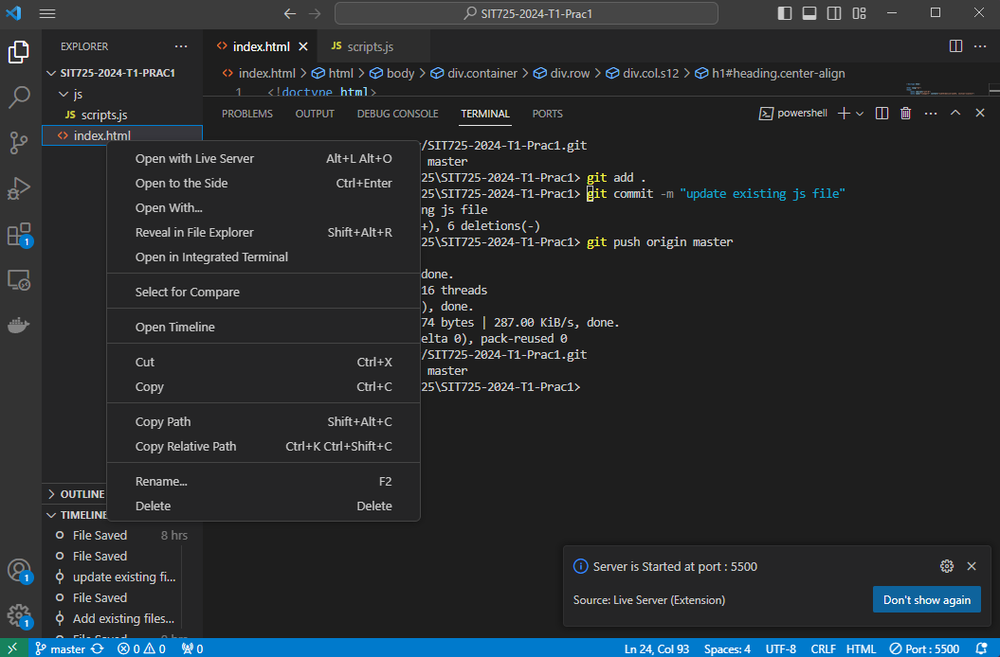 SIT725-2024-T1-Prac1
EXPLORER
index.html
JS scripts.js
SIT725-2024-T1-PRAC1
js
JS scripts.js
index.html
index.html > html > body > div.container > div.row > div.col.s12 > h1#heading.center-align
1 <!doctype html>
PROBLEMS
OUTPUT
DEBUG CONSOLE
TERMINAL
PORTS
powershell
/SIT725-2024-T1-Prac1.git
master
25\SIT725-2024-T1-Prac1> git add .
25\SIT725-2024-T1-Prac1> git commit -m "update existing js file"
ng js file
+), 6 deletions(-)
25\SIT725-2024-T1-Prac1> git push origin master
done.
16 threads
), done.
74 bytes | 287.00 KiB/s, done.
elta 0), pack-reused 0
/SIT725-2024-T1-Prac1.git
master
25\SIT725-2024-T1-Prac1>
Open with Live Server Alt+L Alt+O
Open to the Side Ctrl+Enter
Open With...
Reveal in File Explorer Shift+Alt+R
Open in Integrated Terminal
Select for Compare
Open Timeline
Cut Ctrl+X
Copy Ctrl+C
Copy Path Shift+Alt+C
Copy Relative Path Ctrl+K Ctrl+Shift+C
Rename... F2
Delete Delete
OUTLINE
TIMELINE
File Saved 8 hrs
File Saved
update existing fi...
File Saved
Add existing files...
File Saved
1
1
1
Server is Started at port : 5500
Source: Live Server (Extension)
Don't show again
master
0
0
0
Ln 24, Col 93
Spaces: 4
UTF-8
CRLF
HTML
Port : 5500